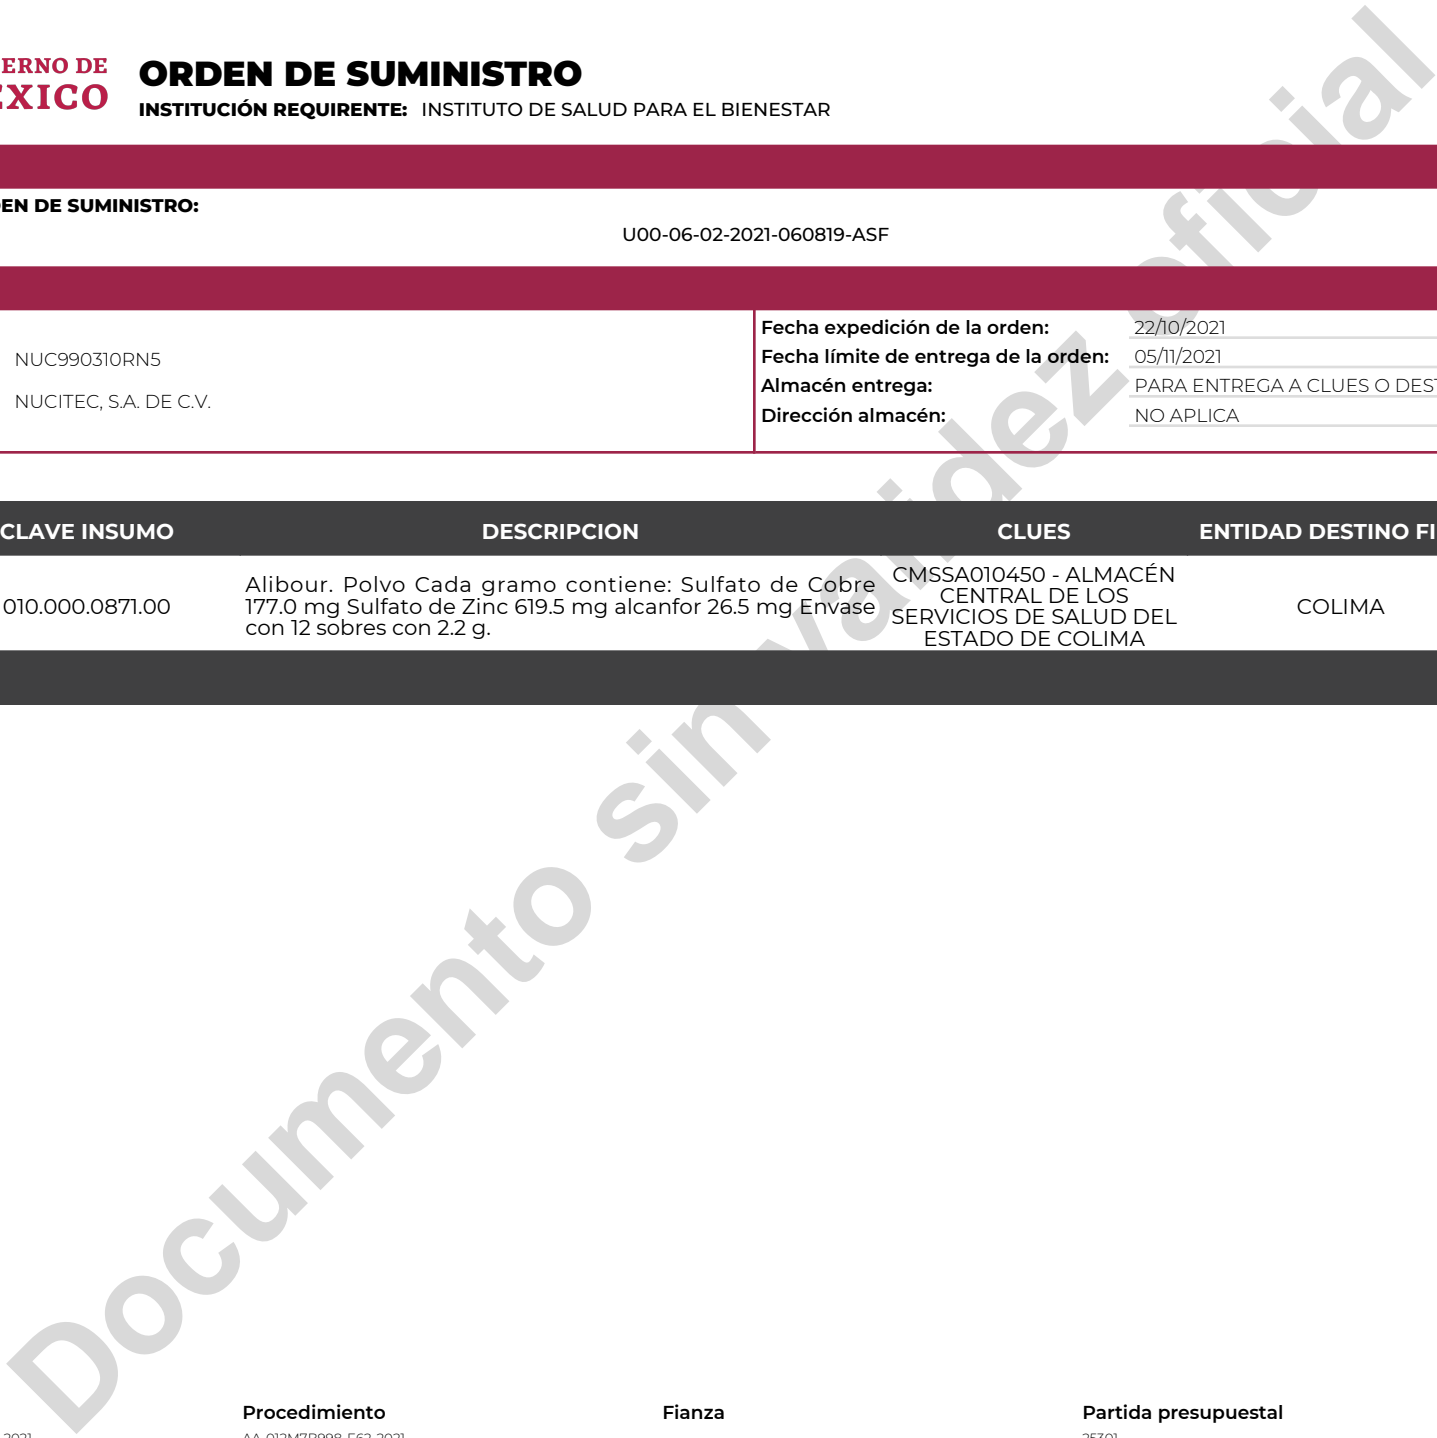 ERNO DE
EXICO
ORDEN DE SUMINISTRO
INSTITUCIÓN REQUIRENTE: INSTITUTO DE SALUD PARA EL BIENESTAR
EN DE SUMINISTRO:
U00-06-02-2021-060819-ASF
NUC990310RN5
NUCITEC, S.A. DE C.V.
Fecha expedición de la orden: 22/10/2021
Fecha límite de entrega de la orden: 05/11/2021
Almacén entrega: PARA ENTREGA A CLUES O DEST
Dirección almacén: NO APLICA
CLAVE INSUMO DESCRIPCION CLUES ENTIDAD DESTINO FI
010.000.0871.00
Alibour. Polvo Cada gramo contiene: Sulfato de Cobre
177.0 mg Sulfato de Zinc 619.5 mg alcanfor 26.5 mg Envase
con 12 sobres con 2.2 g.
CMSSA010450 - ALMACÉN
CENTRAL DE LOS
SERVICIOS DE SALUD DEL
ESTADO DE COLIMA
COLIMA
Documento sin validez oficial
Procedimiento Fianza Partida presupuestal